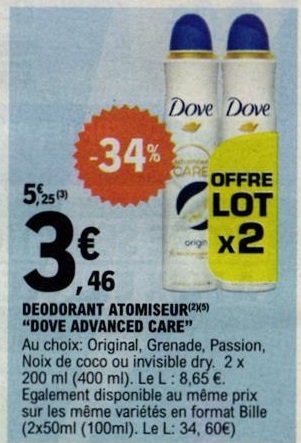 Dove Dove
-34%
advanced
CARE
OFFRE
LOT
x2
5,25(3)
origin
3€,46
DEODORANT ATOMISEUR(2)(5)
"DOVE ADVANCED CARE"
Au choix: Original, Grenade, Passion,
Noix de coco ou invisible dry. 2 x
200 ml (400 ml). Le L : 8,65 €.
Egalement disponible au même prix
sur les même variétés en format Bille
(2x50ml (100ml). Le L: 34, 60€)